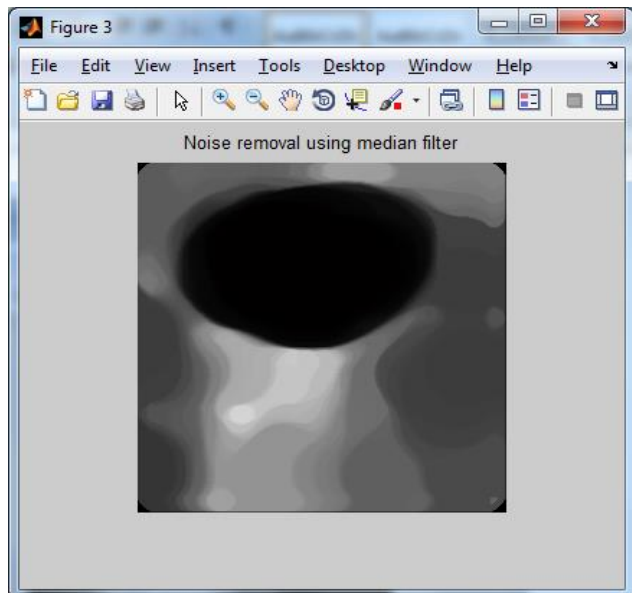 Figure 3
File Edit View Insert Tools Desktop Window Help
Noise removal using median filter